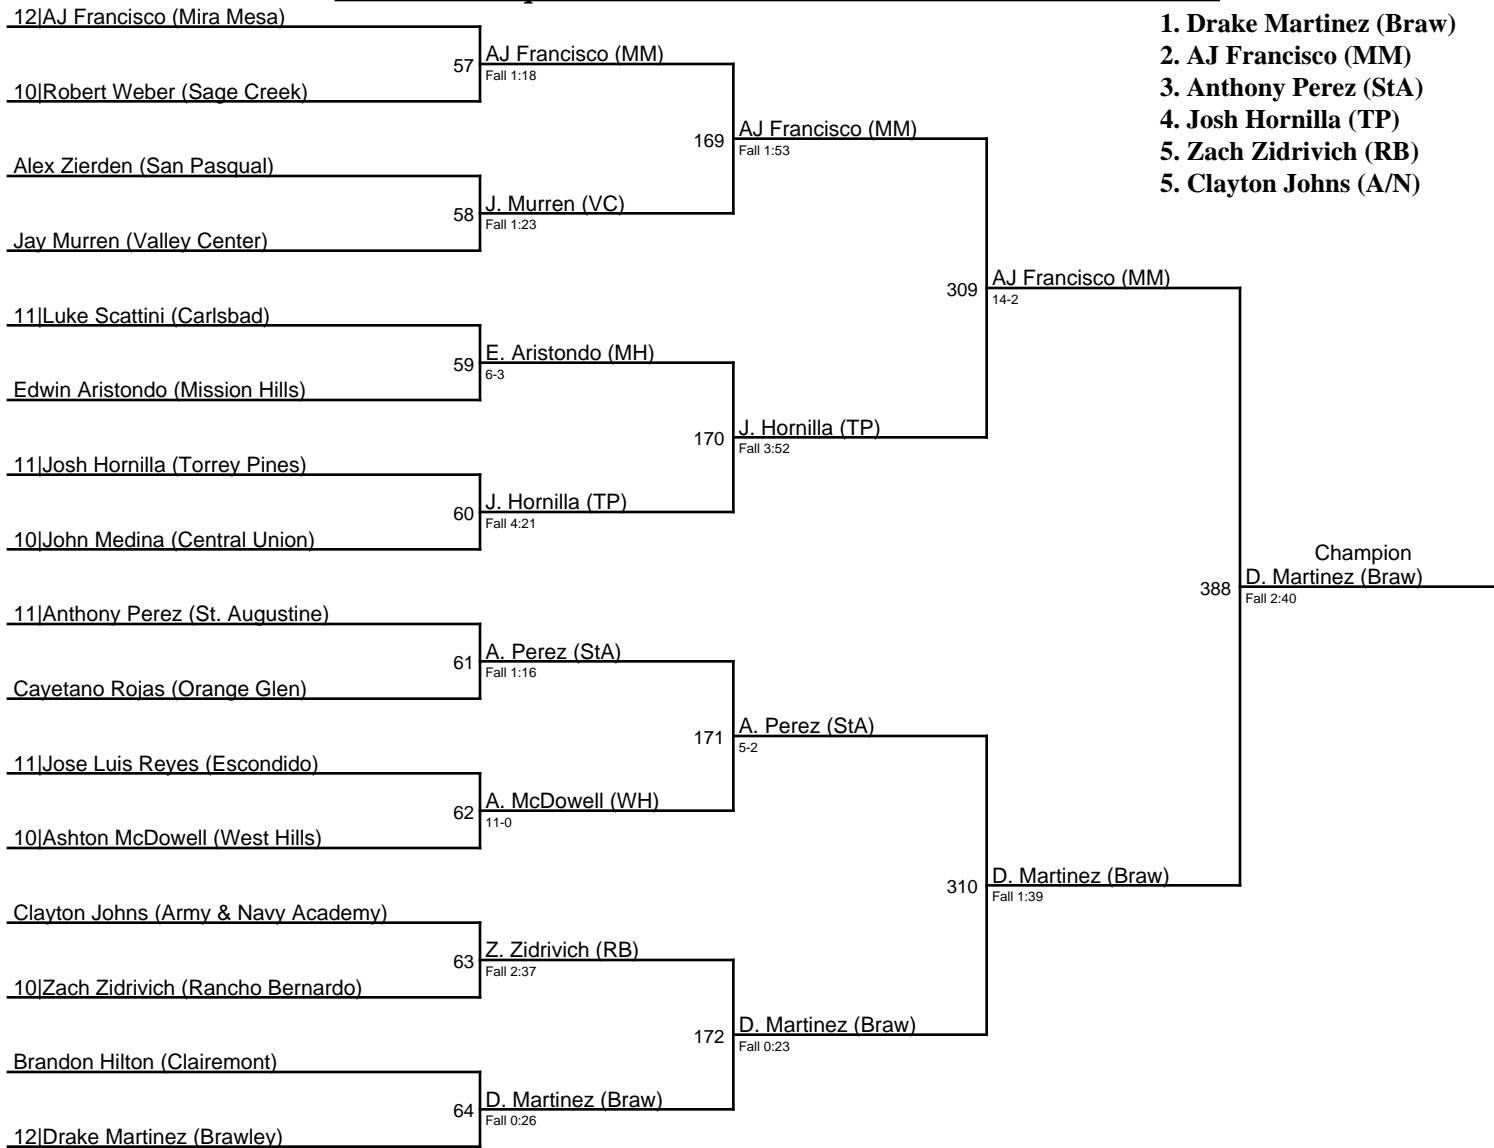 12|AJ Francisco (Mira Mesa)
10|Robert Weber (Sage Creek)
Alex Zierden (San Pasqual)
Jay Murren (Valley Center)
11|Luke Scattini (Carlsbad)
Edwin Aristondo (Mission Hills)
11|Josh Hornilla (Torrey Pines)
10|John Medina (Central Union)
11|Anthony Perez (St. Augustine)
Cayetano Rojas (Orange Glen)
11|Jose Luis Reyes (Escondido)
10|Ashton McDowell (West Hills)
Clayton Johns (Army & Navy Academy)
10|Zach Zidrivich (Rancho Bernardo)
Brandon Hilton (Clairemont)
12|Drake Martinez (Brawley)
57
AJ Francisco (MM)
Fall 1:18
58
J. Murren (VC)
Fall 1:23
59
E. Aristondo (MH)
6-3
60
J. Hornilla (TP)
Fall 4:21
61
A. Perez (StA)
Fall 1:16
62
A. McDowell (WH)
11-0
63
Z. Zidrivich (RB)
Fall 2:37
64
D. Martinez (Braw)
Fall 0:26
169
AJ Francisco (MM)
Fall 1:53
170
J. Hornilla (TP)
Fall 3:52
171
A. Perez (StA)
5-2
172
D. Martinez (Braw)
Fall 0:23
309
AJ Francisco (MM)
14-2
310
D. Martinez (Braw)
Fall 1:39
388
Champion
D. Martinez (Braw)
Fall 2:40
1. Drake Martinez (Braw)
2. AJ Francisco (MM)
3. Anthony Perez (StA)
4. Josh Hornilla (TP)
5. Zach Zidrivich (RB)
5. Clayton Johns (A/N)